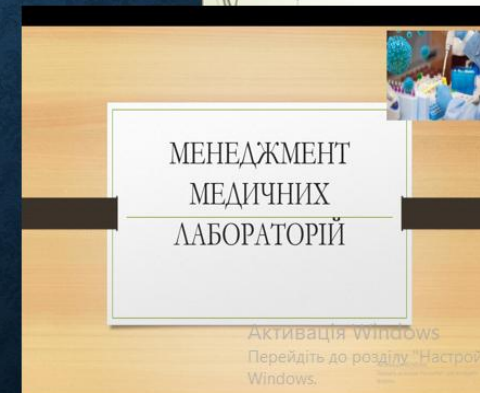 МЕНЕДЖМЕНТ
МЕДИЧНИХ
ЛАБОРАТОРІЙ
Активація Windows
Перейдіть до розділу "Настрой
Windows.